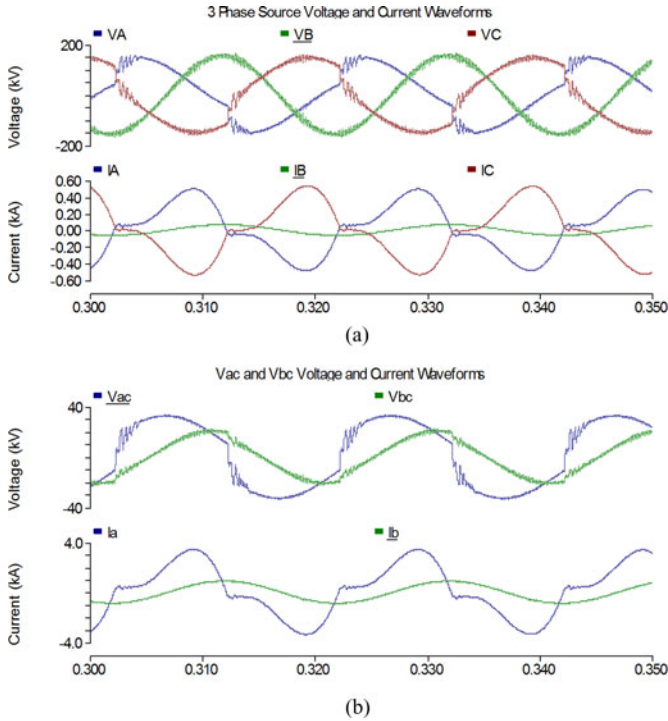 3 Phase Source Voltage and Current Waveforms
VA VB VC
200
Voltage (kV)
-200
IA IB IC
0.60
0.40
0.20
0.00
-0.20
-0.40
-0.60
Current (kA)
0.300 0.310 0.320 0.330 0.340 0.350
(a)
Vac and Vbc Voltage and Current Waveforms
Vac Vbc
40
Voltage (kV)
-40
Ia Ib
4.0
Current (kA)
-4.0
0.300 0.310 0.320 0.330 0.340 0.350
(b)